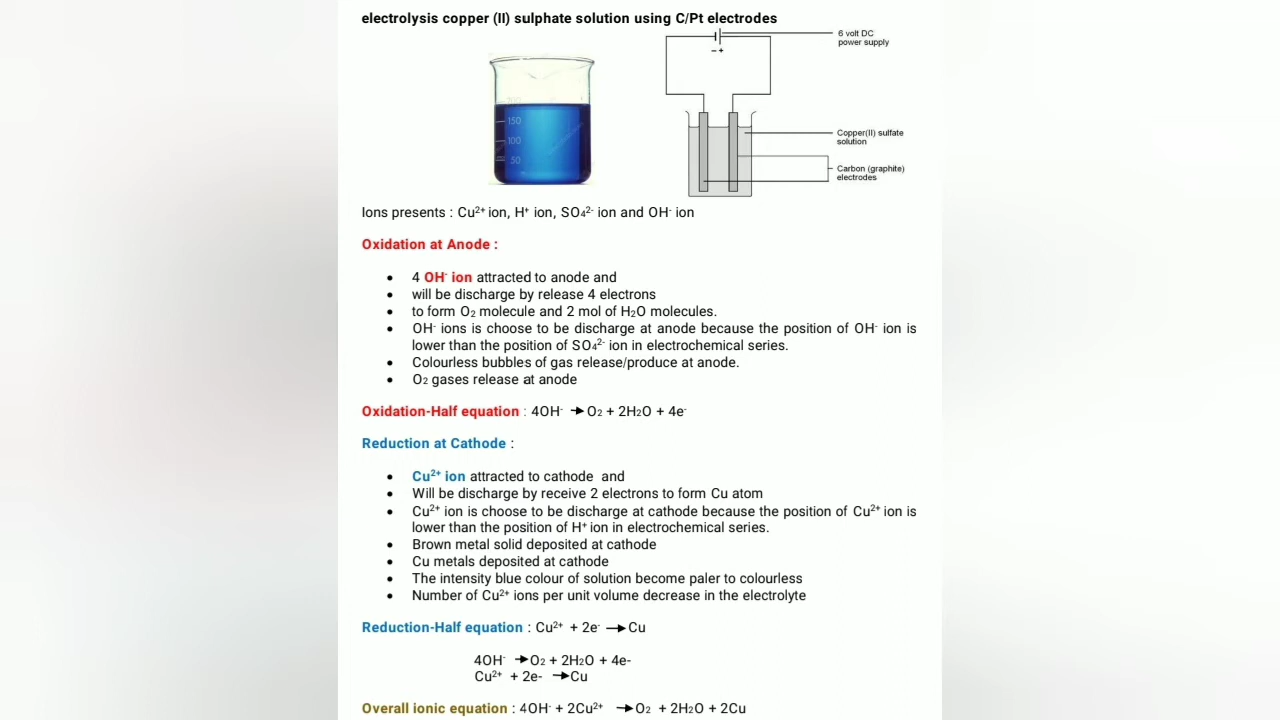 electrolysis copper (II) sulphate solution using C/Pt electrodes
6 volt DC
power supply
– +
150
100
50
Copper(II) sulfate
solution
Carbon (graphite)
electrodes
Ions presents : Cu²⁺ ion, H⁺ ion, SO₄²⁻ ion and OH⁻ ion
Oxidation at Anode :
• 4 OH⁻ ion attracted to anode and
• will be discharge by release 4 electrons
• to form O₂ molecule and 2 mol of H₂O molecules.
• OH⁻ ions is choose to be discharge at anode because the position of OH⁻ ion is
lower than the position of SO₄²⁻ ion in electrochemical series.
• Colourless bubbles of gas release/produce at anode.
• O₂ gases release at anode
Oxidation-Half equation : 4OH⁻ → O₂ + 2H₂O + 4e⁻
Reduction at Cathode :
• Cu²⁺ ion attracted to cathode and
• Will be discharge by receive 2 electrons to form Cu atom
• Cu²⁺ ion is choose to be discharge at cathode because the position of Cu²⁺ ion is
lower than the position of H⁺ ion in electrochemical series.
• Brown metal solid deposited at cathode
• Cu metals deposited at cathode
• The intensity blue colour of solution become paler to colourless
• Number of Cu²⁺ ions per unit volume decrease in the electrolyte
Reduction-Half equation : Cu²⁺ + 2e⁻ → Cu
4OH⁻ → O₂ + 2H₂O + 4e-
Cu²⁺ + 2e- → Cu
Overall ionic equation : 4OH⁻ + 2Cu²⁺ → O₂ + 2H₂O + 2Cu